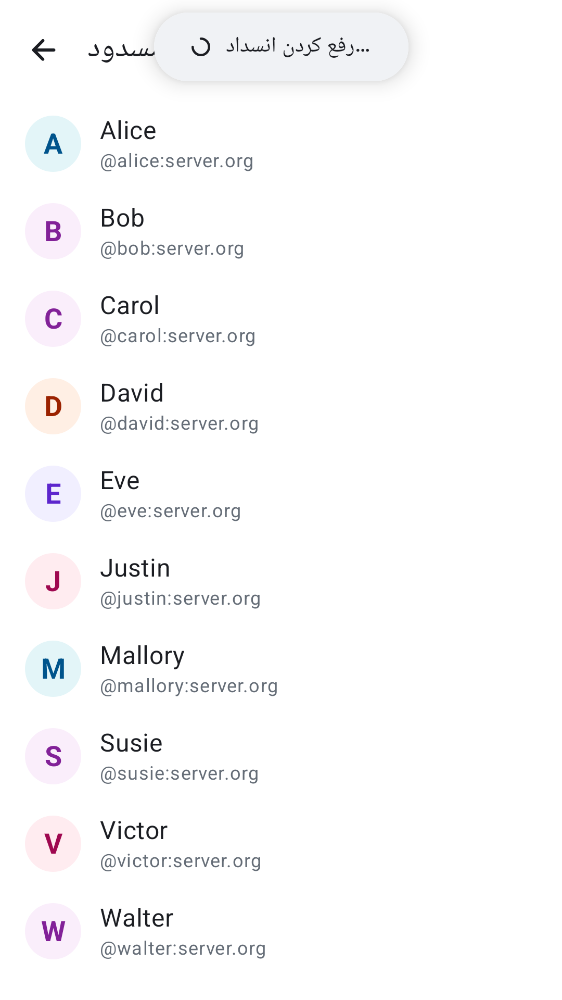 مسدود
...رفع کردن انسداد
A
Alice
@alice:server.org
B
Bob
@bob:server.org
C
Carol
@carol:server.org
D
David
@david:server.org
E
Eve
@eve:server.org
J
Justin
@justin:server.org
M
Mallory
@mallory:server.org
S
Susie
@susie:server.org
V
Victor
@victor:server.org
W
Walter
@walter:server.org